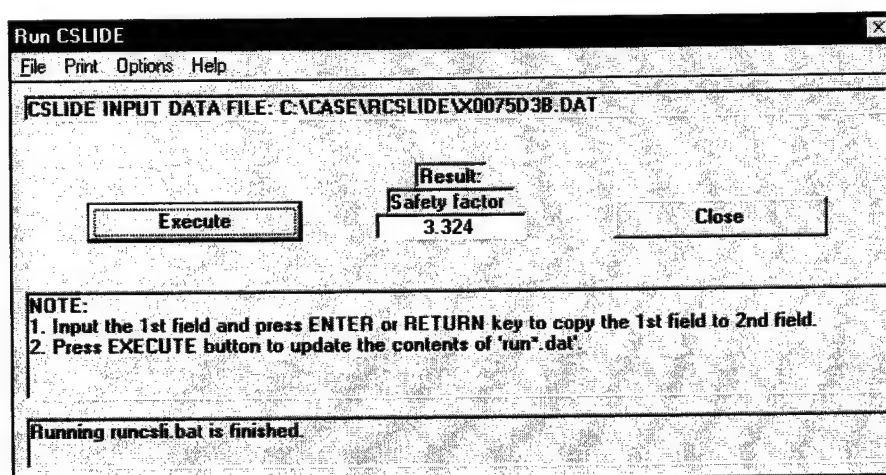 Run CSLIDE
File Print Options Help
CSLIDE INPUT DATA FILE: C:\CASE\RCSLIDE\X0075D3B.DAT
Result:
Safety factor
Execute
3.324
Close
NOTE:
1. Input the 1st field and press ENTER or RETURN key to copy the 1st field to 2nd field.
2. Press EXECUTE button to update the contents of 'run*.dat'.
Running runcsli.bat is finished.